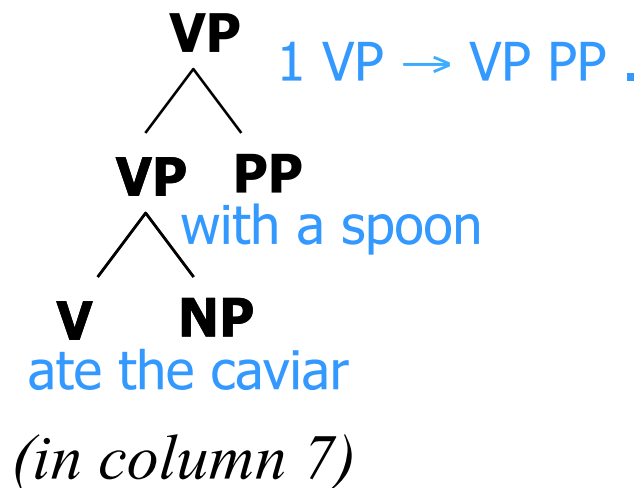 VP
1 VP → VP PP .
VP PP
with a spoon
V NP
ate the caviar
(in column 7)